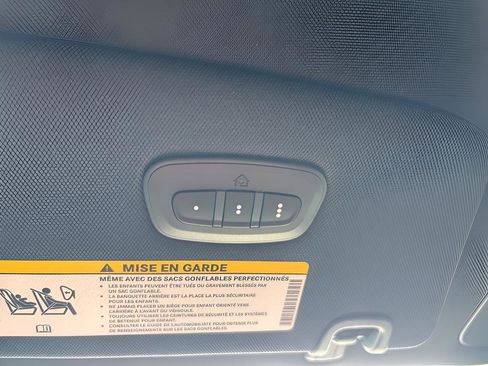 MISE EN GARDE
MÊME AVEC DES SACS GONFLABLES PERFECTIONNÉS
• LES ENFANTS PEUVENT ÊTRE TUÉS OU GRAVEMENT BLESSÉS PAR
UN SAC GONFLABLE.
• LA BANQUETTE ARRIÈRE EST LA PLACE LA PLUS SÉCURITAIRE
POUR LES ENFANTS.
• NE JAMAIS PLACER UN SIÈGE POUR ENFANT ORIENTÉ VERS
L'ARRIÈRE À L'AVANT DU VÉHICULE.
• TOUJOURS UTILISER LES CEINTURES DE SÉCURITÉ ET LES SYSTÈMES
DE RETENUE POUR ENFANTS.
• CONSULTER LE GUIDE DE L'AUTOMOBILISTE POUR OBTENIR PLUS
DE RENSEIGNEMENTS SUR LES SACS GONFLABLES.